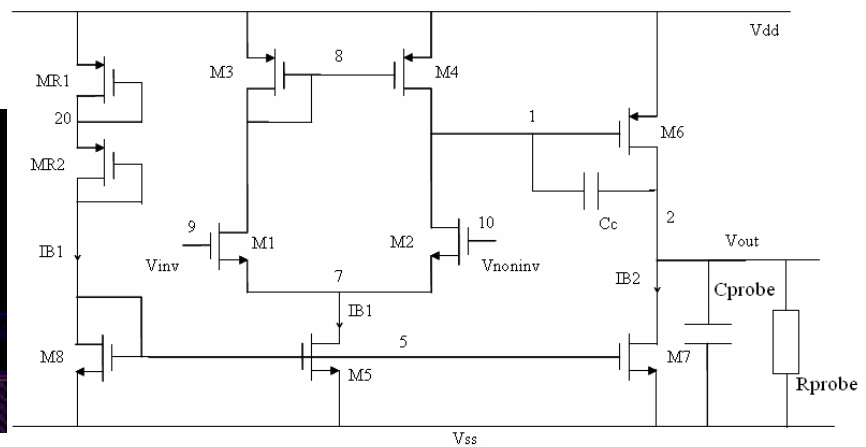 Vdd
MR1
M3
8
M4
20
1
M6
MR2
Cc
2
9
10
M1
M2
Vout
IB1
Vinv
Vnoninv
7
IB2
Cprobe
IB1
5
M8
M5
M7
Rprobe
Vss